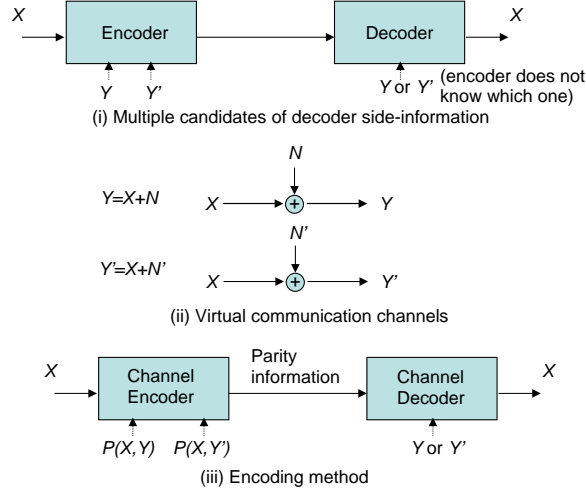 X Encoder Decoder X
Y Y' Y or Y' (encoder does not
know which one)
(i) Multiple candidates of decoder side-information
N
Y=X+N X + Y
N'
Y'=X+N' X + Y'
(ii) Virtual communication channels
Parity
information
X Channel
Encoder Channel
Decoder X
P(X,Y) P(X,Y') Y or Y'
(iii) Encoding method